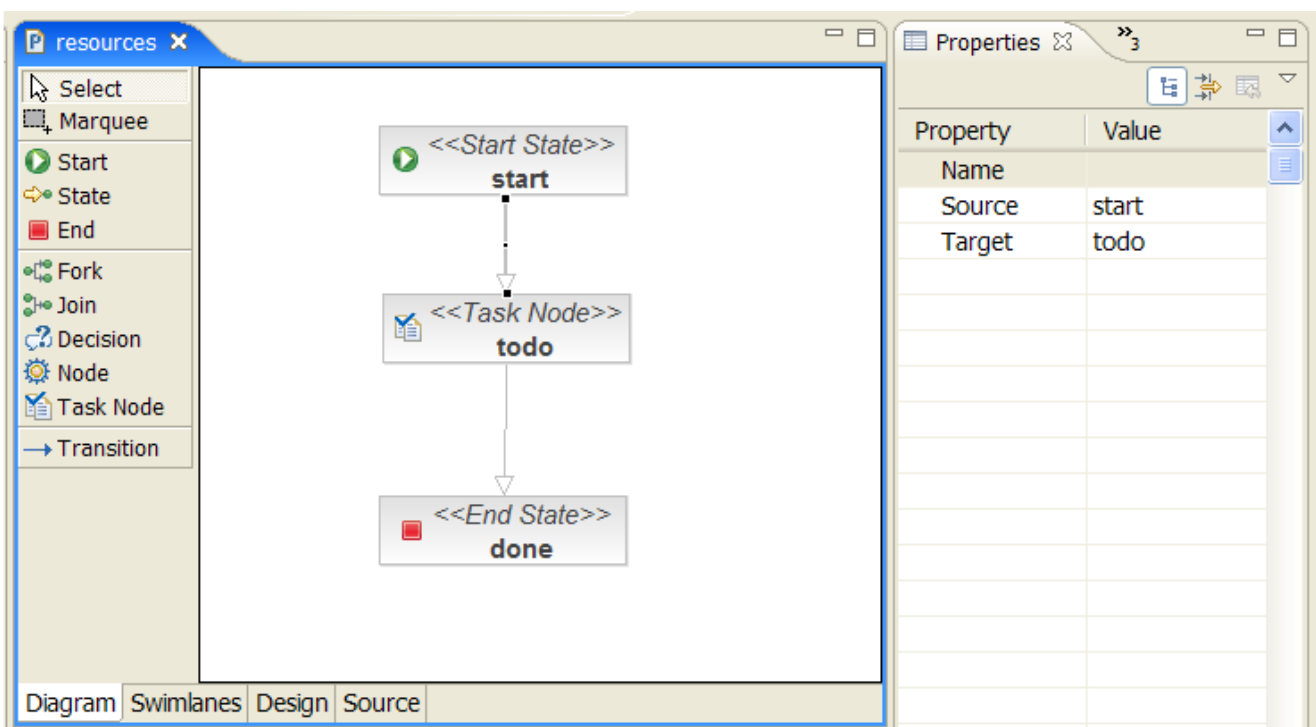 resources
Select
Marquee
Start
State
End
Fork
Join
Decision
Node
Task Node
Transition
<<Start State>>
start
<<Task Node>>
todo
<<End State>>
done
Diagram Swimlanes Design Source
Properties »3
Property Value
Name
Source start
Target todo